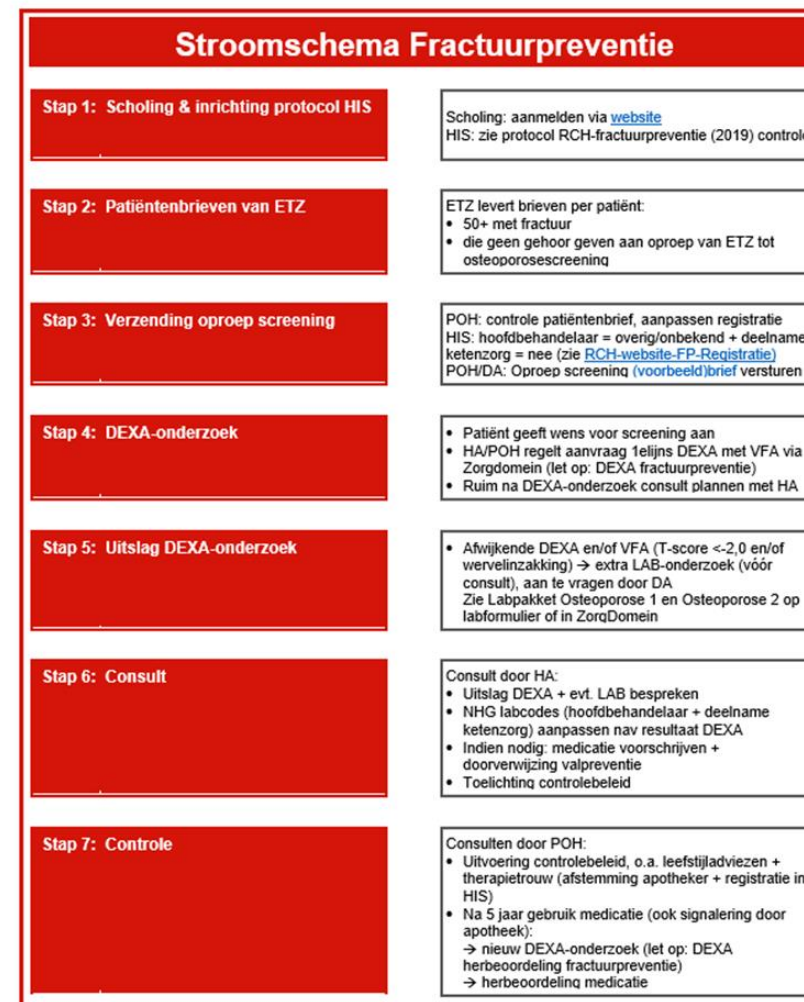 Stroomschema Fractuurpreventie
Stap 1: Scholing & inrichting protocol HIS
Scholing: aanmelden via website
HIS: zie protocol RCH-fractuurpreventie (2019) controle
Stap 2: Patiëntenbrieven van ETZ
ETZ levert brieven per patiënt:
• 50+ met fractuur
• die geen gehoor geven aan oproep van ETZ tot
osteoporosescreening
Stap 3: Verzending oproep screening
POH: controle patiëntenbrief, aanpassen registratie
HIS: hoofdbehandelaar = overig/onbekend + deelname
ketenzorg = nee (zie RCH-website-FP-Registratie)
POH/DA: Oproep screening (voorbeeld)brief versturen
Stap 4: DEXA-onderzoek
• Patiënt geeft wens voor screening aan
• HA/POH regelt aanvraag 1elijns DEXA met VFA via
Zorgdomein (let op: DEXA fractuurpreventie)
• Ruim na DEXA-onderzoek consult plannen met HA
Stap 5: Uitslag DEXA-onderzoek
• Afwijkende DEXA en/of VFA (T-score <-2,0 en/of
wervelinzakking) → extra LAB-onderzoek (vóór
consult), aan te vragen door DA
Zie Labpakket Osteoporose 1 en Osteoporose 2 op
labformulier of in ZorgDomein
Stap 6: Consult
Consult door HA:
• Uitslag DEXA + evt. LAB bespreken
• NHG labcodes (hoofdbehandelaar + deelname
ketenzorg) aanpassen nav resultaat DEXA
• Indien nodig: medicatie voorschrijven +
doorverwijzing valpreventie
• Toelichting controlebeleid
Stap 7: Controle
Consulten door POH:
• Uitvoering controlebeleid, o.a. leefstijladviezen +
therapietrouw (afstemming apotheker + registratie in
HIS)
• Na 5 jaar gebruik medicatie (ook signalering door
apotheek):
→ nieuw DEXA-onderzoek (let op: DEXA
herbeoordeling fractuurpreventie)
→ herbeoordeling medicatie